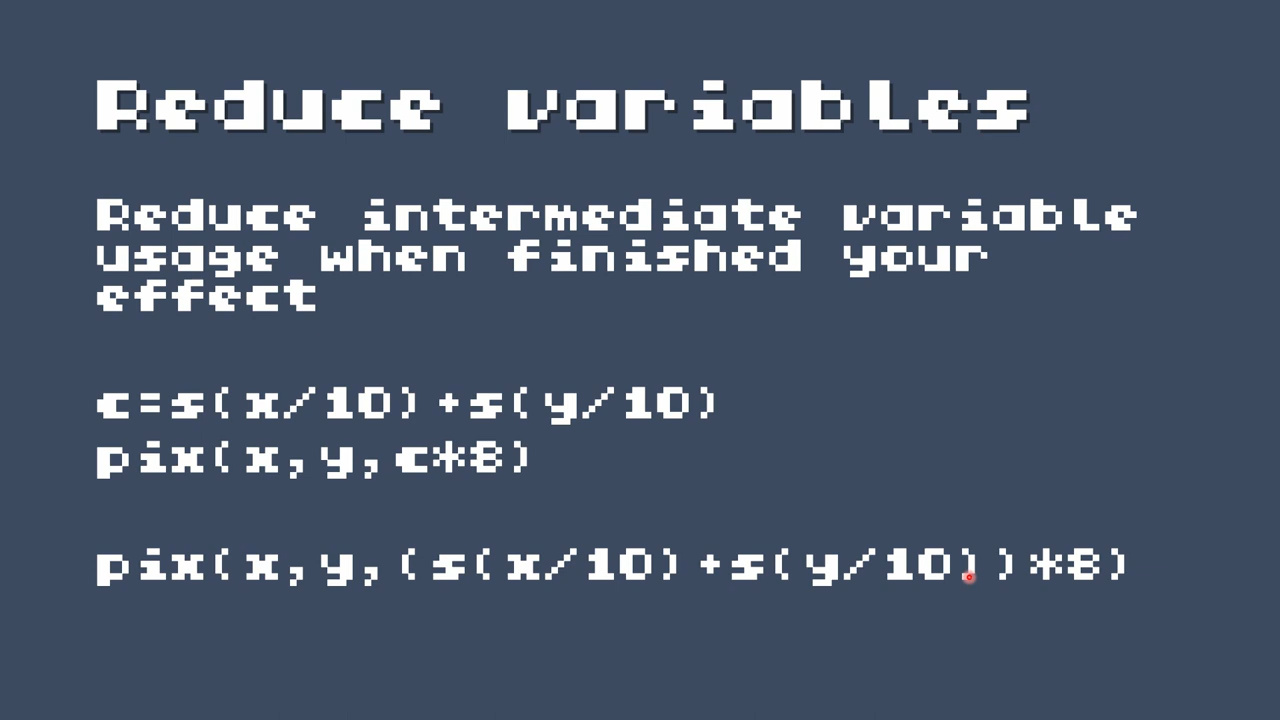 Reduce variables
Reduce intermediate variable
usage when finished your
effect
c=s(x/10)+s(y/10)
pix(x,y,c*8)
pix(x,y,(s(x/10)+s(y/10))*8)